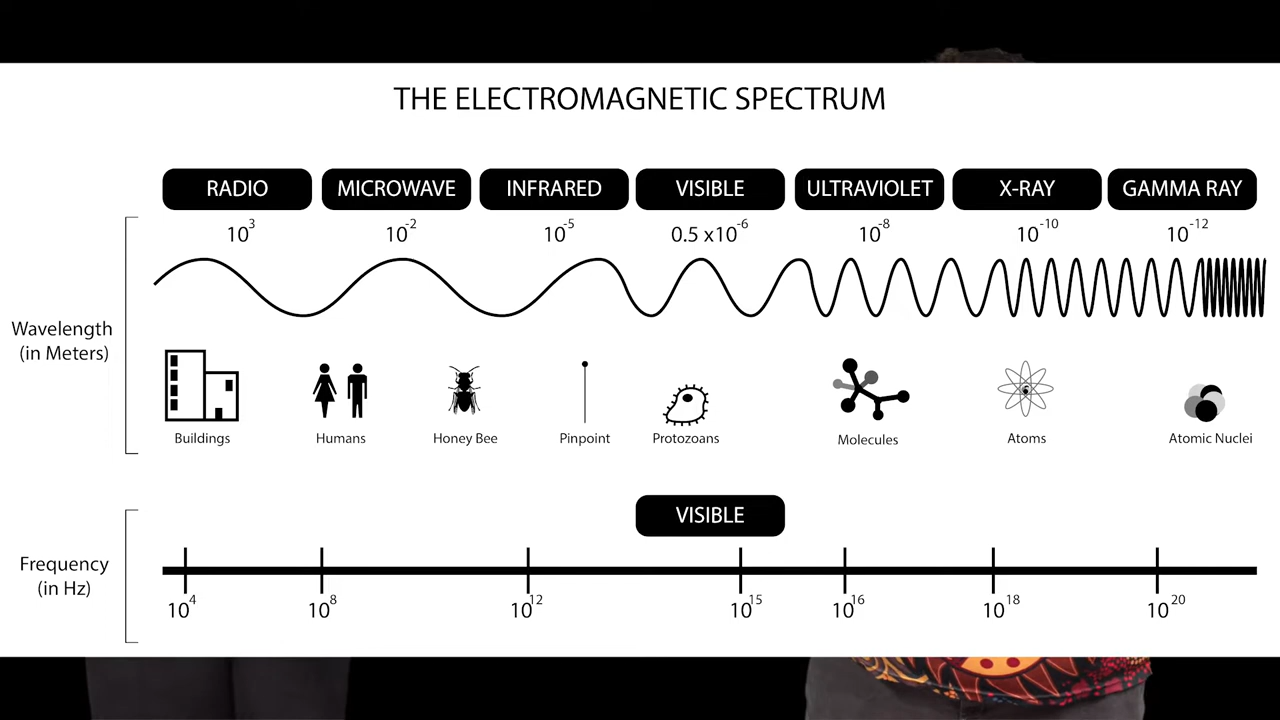 THE ELECTROMAGNETIC SPECTRUM
RADIO MICROWAVE INFRARED VISIBLE ULTRAVIOLET X-RAY GAMMA RAY
10³ 10⁻² 10⁻⁵ 0.5 x10⁻⁶ 10⁻⁸ 10⁻¹⁰ 10⁻¹²
Wavelength
(in Meters)
Buildings Humans Honey Bee Pinpoint Protozoans Molecules Atoms Atomic Nuclei
VISIBLE
Frequency
(in Hz)
10⁴ 10⁸ 10¹² 10¹⁵ 10¹⁶ 10¹⁸ 10²⁰